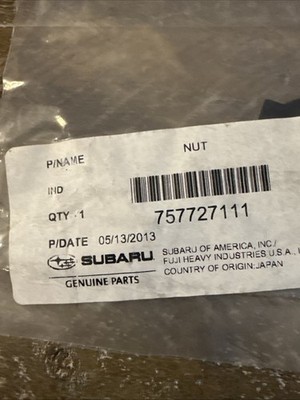 P/NAME NUT
IND
QTY 1 757727111
P/DATE 05/13/2013
SUBARU
GENUINE PARTS
SUBARU OF AMERICA, INC./
FUJI HEAVY INDUSTRIES U.S.A.,
COUNTRY OF ORIGIN:JAPAN